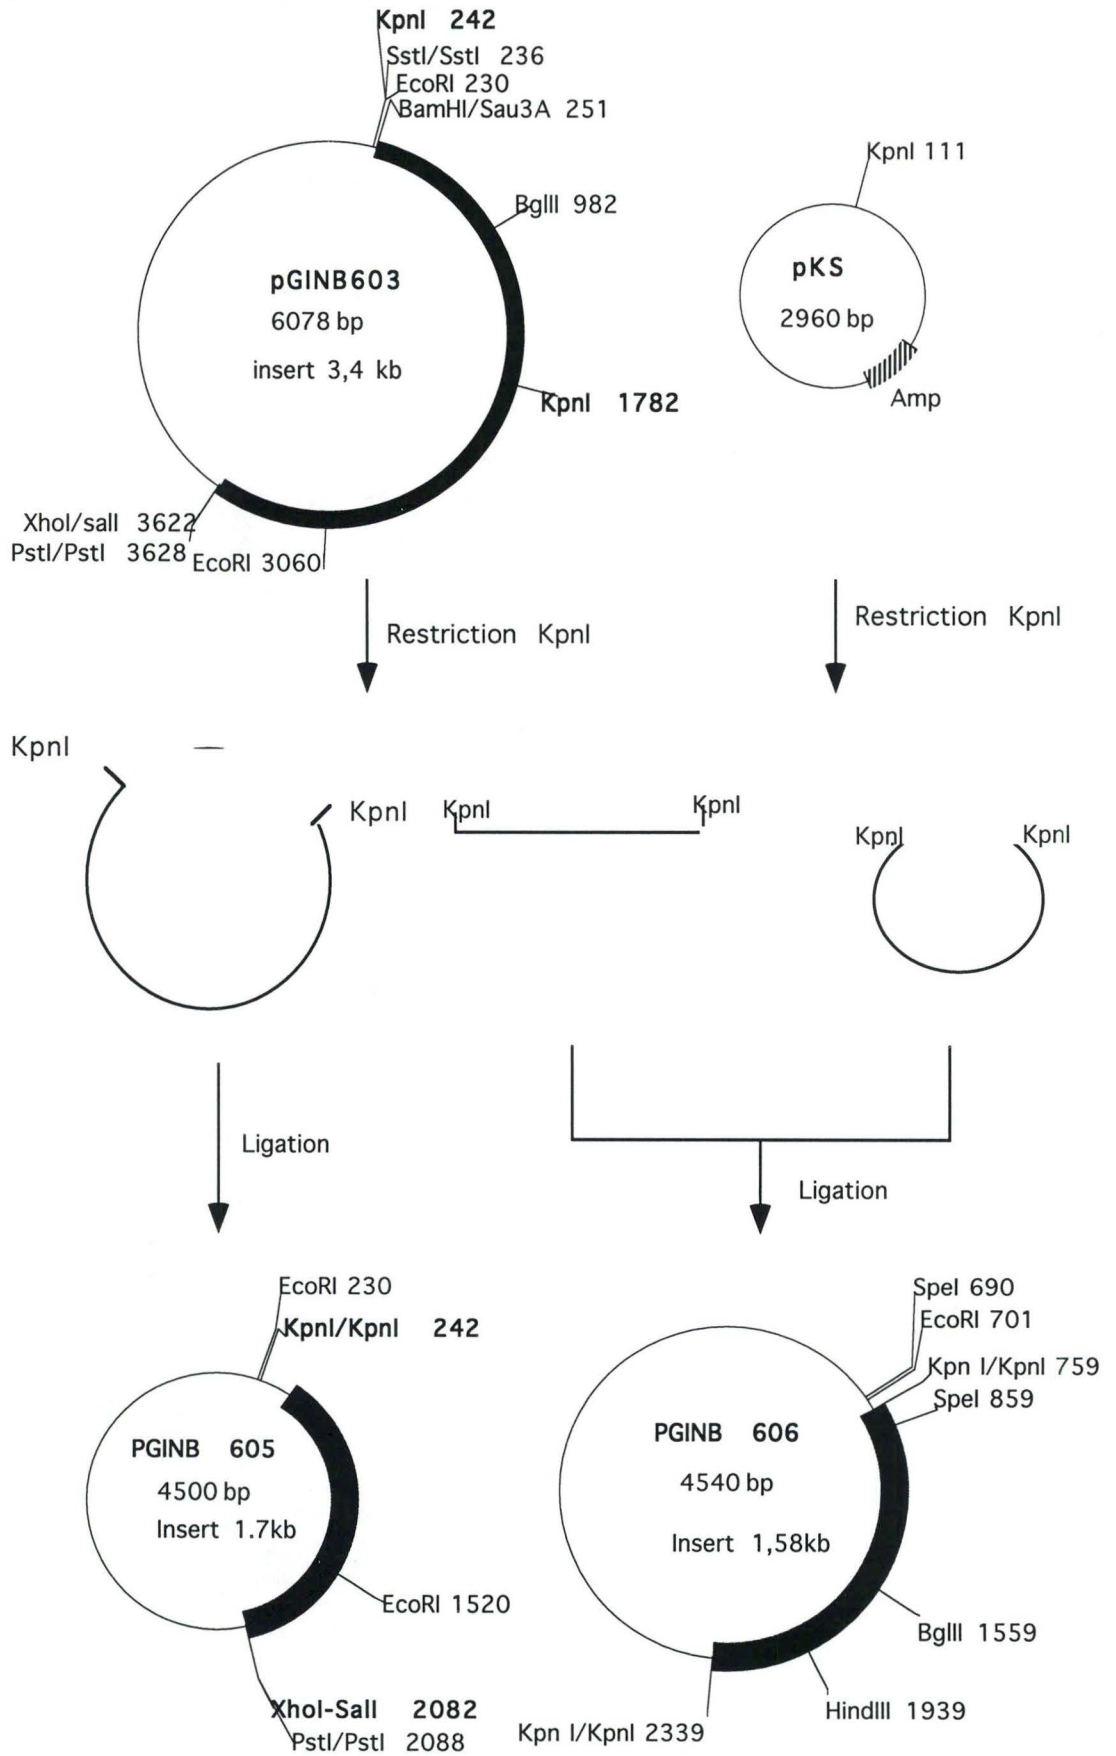 KpnI 242
SstI/SstI 236
EcoRI 230
BamHI/Sau3A 251
BglII 982
pGINB603
6078 bp
insert 3,4 kb
KpnI 1782
XhoI/salI 3622
PstI/PstI 3628
EcoRI 3060
KpnI 111
pKS
2960 bp
Amp
Restriction KpnI
Restriction KpnI
KpnI
KpnI
KpnI
KpnI
KpnI
KpnI
Ligation
Ligation
EcoRI 230
KpnI/KpnI 242
PGINB 605
4500 bp
Insert 1.7kb
EcoRI 1520
XhoI-SalI 2082
PstI/PstI 2088
SpeI 690
EcoRI 701
Kpn I/KpnI 759
SpeI 859
PGINB 606
4540 bp
Insert 1,58kb
BglII 1559
HindIII 1939
Kpn I/KpnI 2339